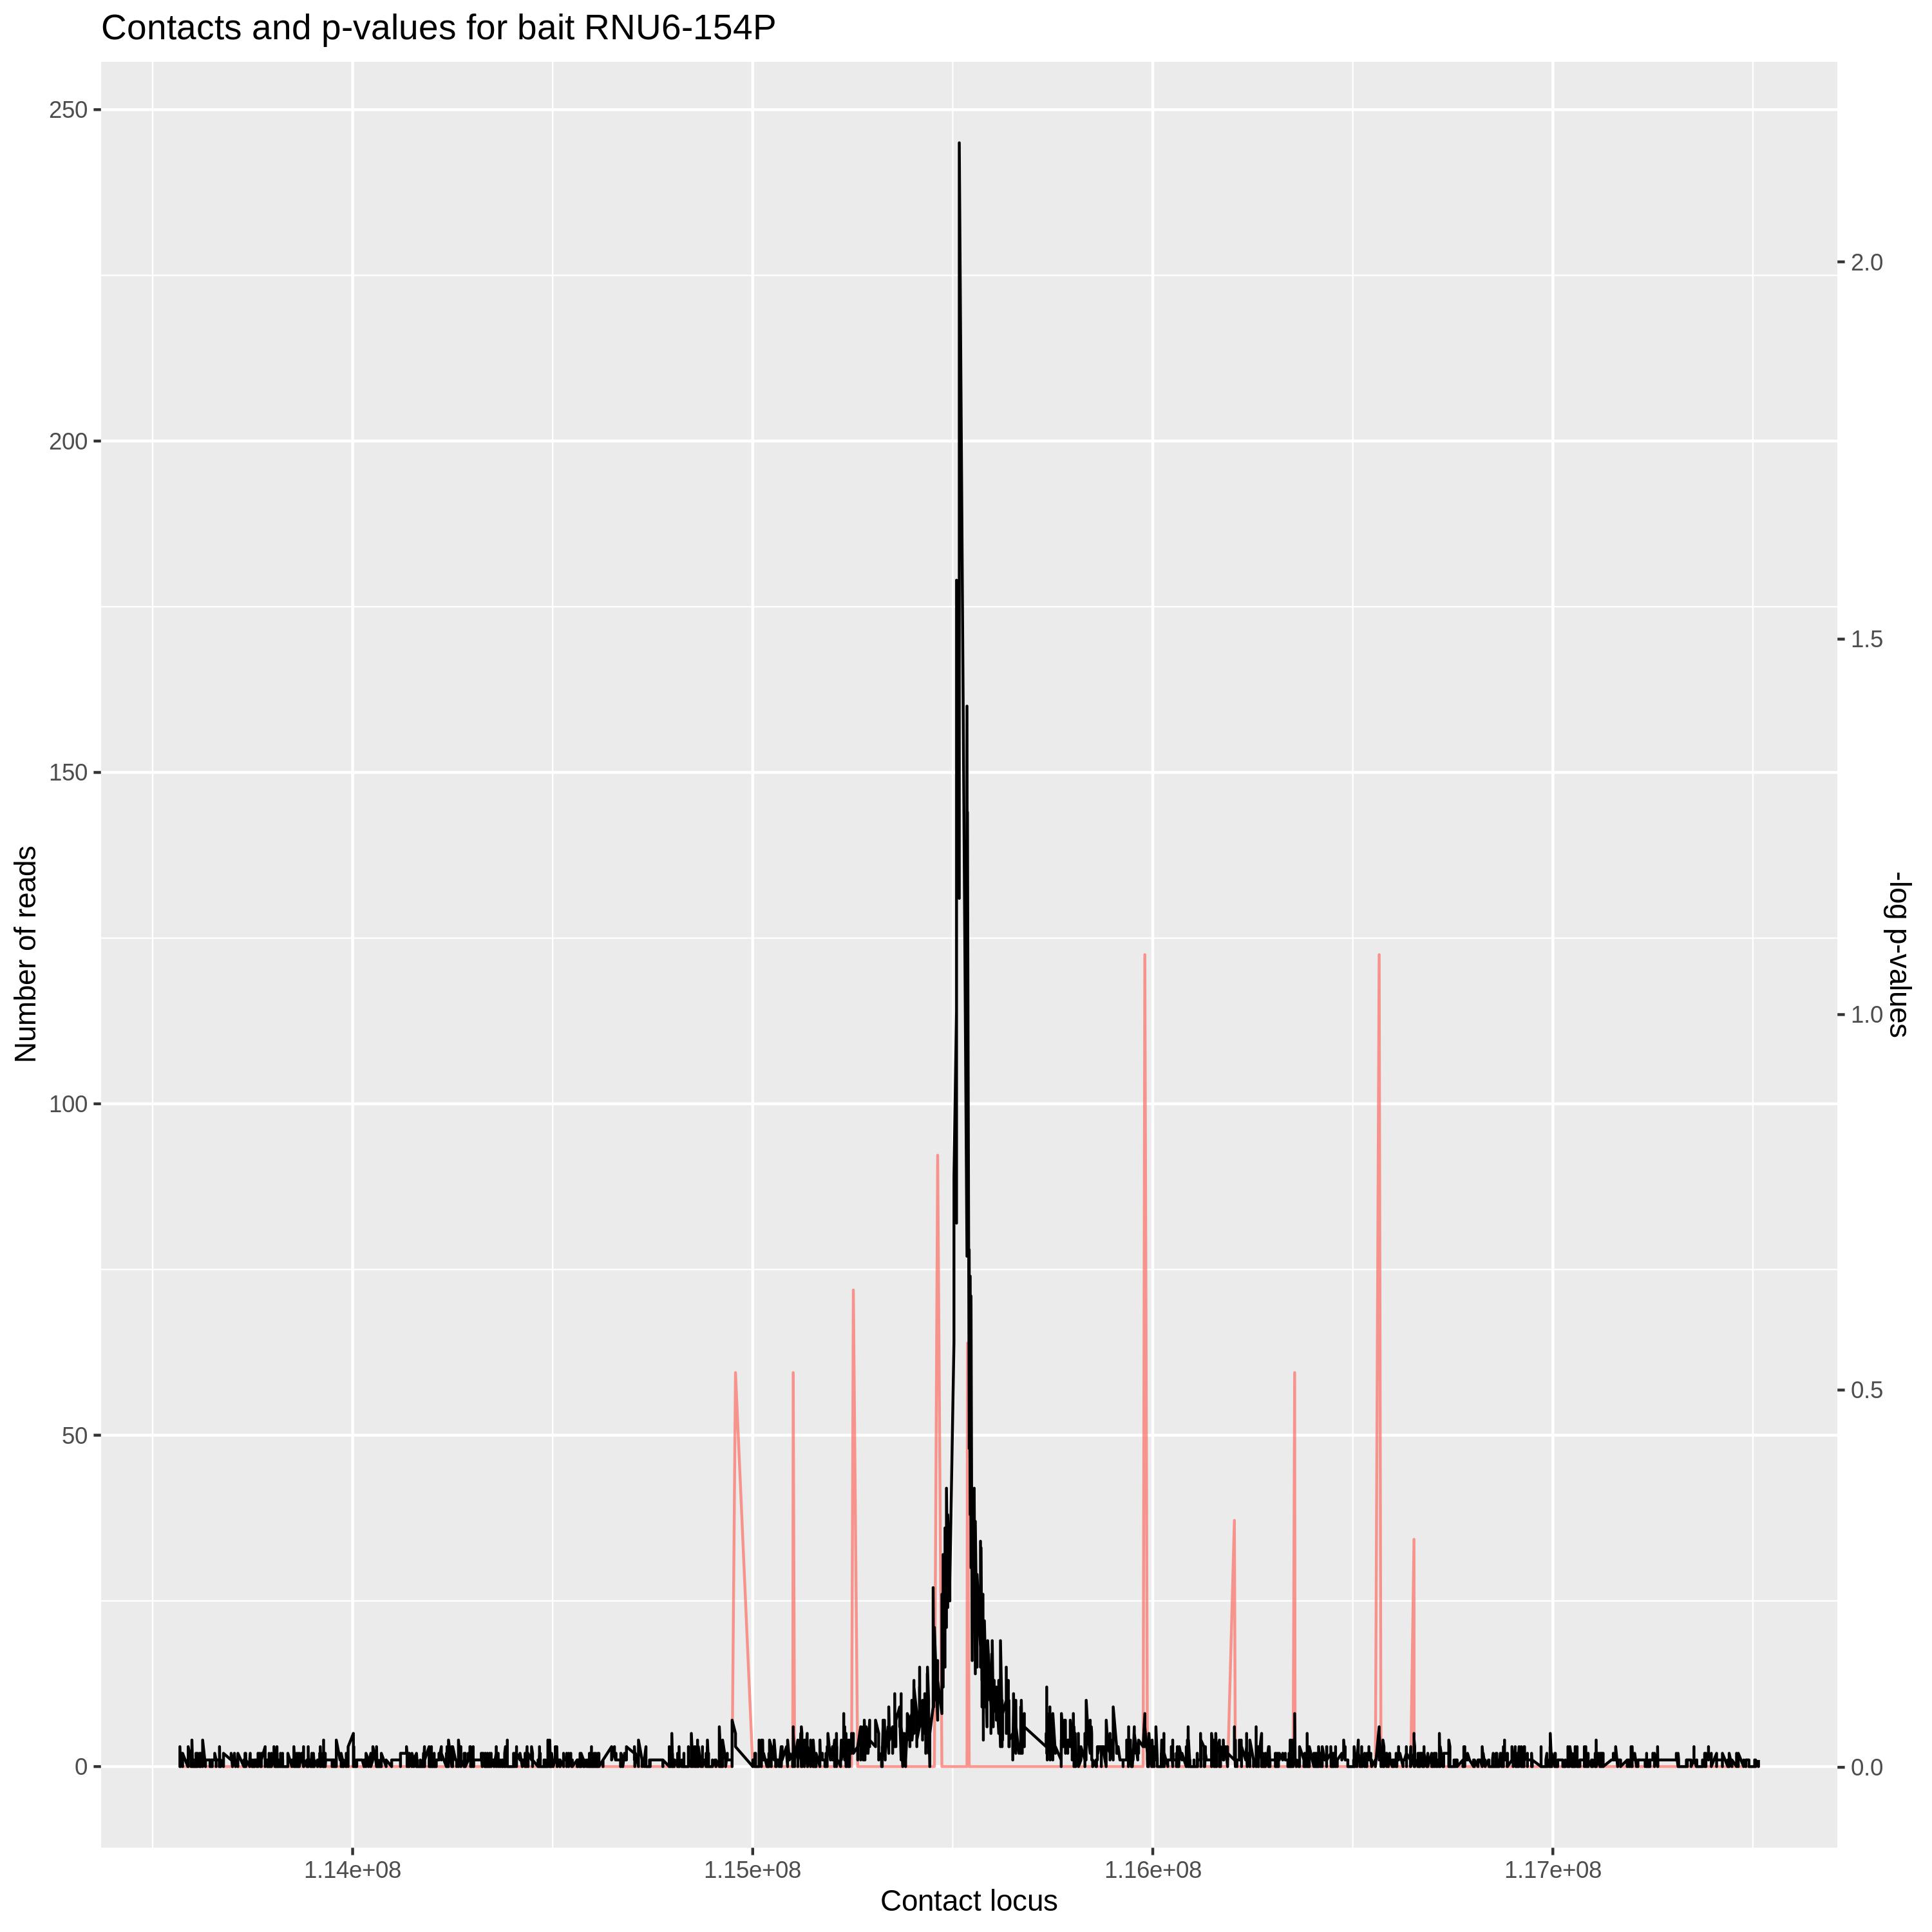 Contacts and p-values for bait RNU6-154P
250
200
150
100
50
0
Number of reads
2.0
1.5
1.0
0.5
0.0
-log p-values
1.14e+08
1.15e+08
1.16e+08
1.17e+08
Contact locus